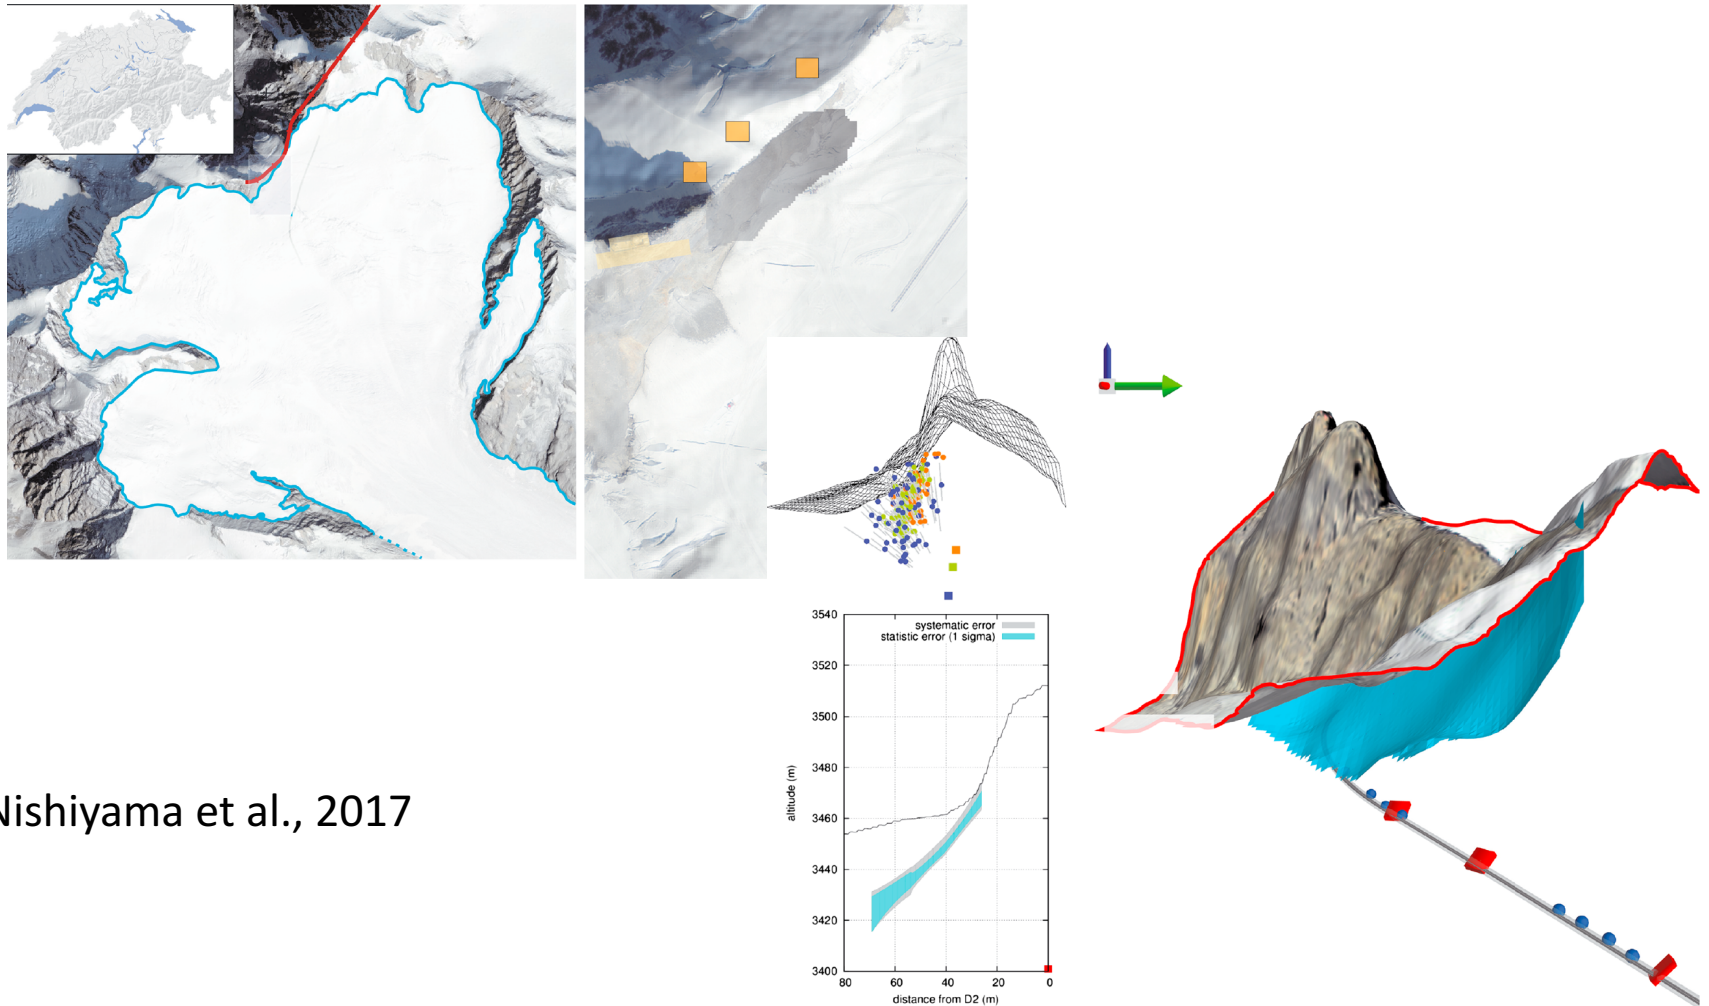 3540
systematic error
statistic error (1 sigma)
3520
3500
3480
3460
3440
3420
3400
altitude (m)
80 60 40 20 0
distance from D2 (m)
Nishiyama et al., 2017